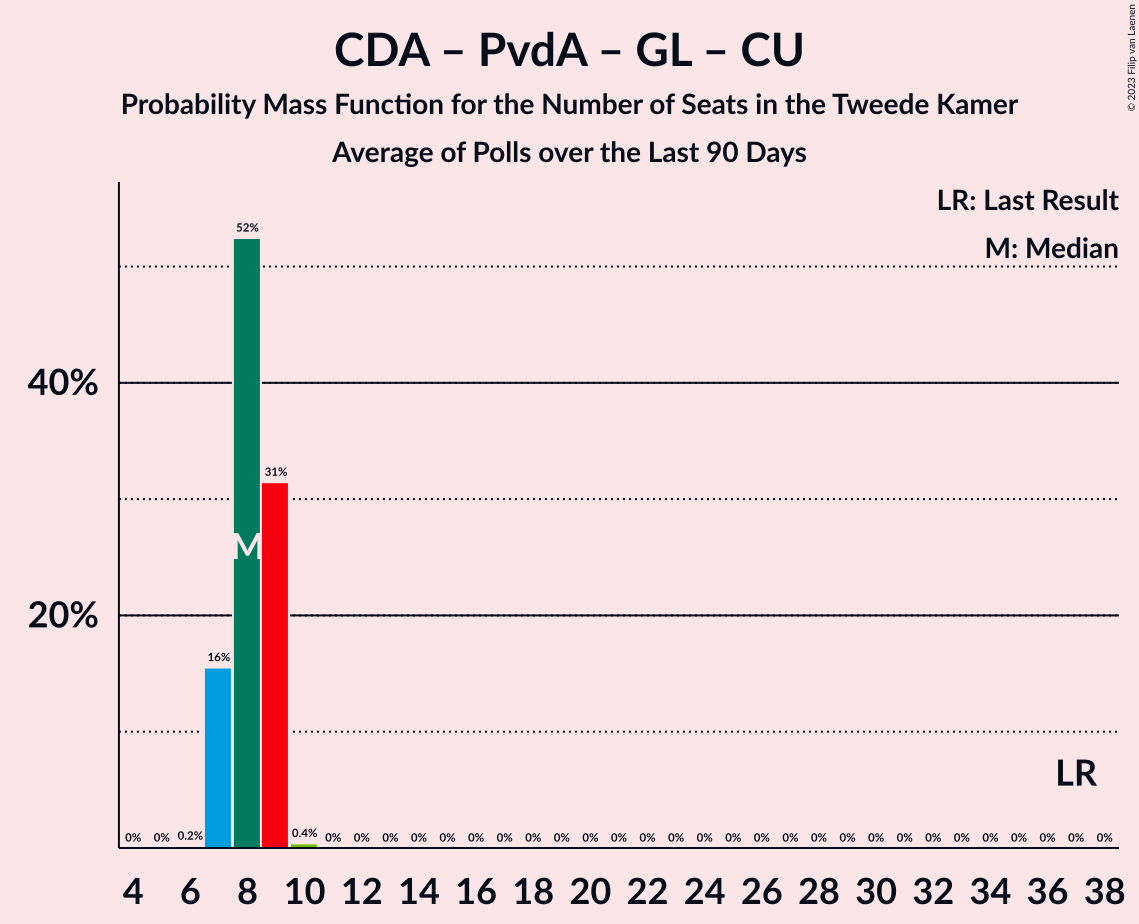 CDA – PvdA – GL – CU
Probability Mass Function for the Number of Seats in the Tweede Kamer
Average of Polls over the Last 90 Days
© 2023 Filip van Laenen
LR: Last Result
M: Median
52%
40%
31%
M
20%
16%
LR
0% 0% 0.2% 0.4% 0% 0% 0% 0% 0% 0% 0% 0% 0% 0% 0% 0% 0% 0% 0% 0% 0% 0% 0% 0% 0% 0% 0% 0% 0% 0% 0% 0%
4 6 8 10 12 14 16 18 20 22 24 26 28 30 32 34 36 38